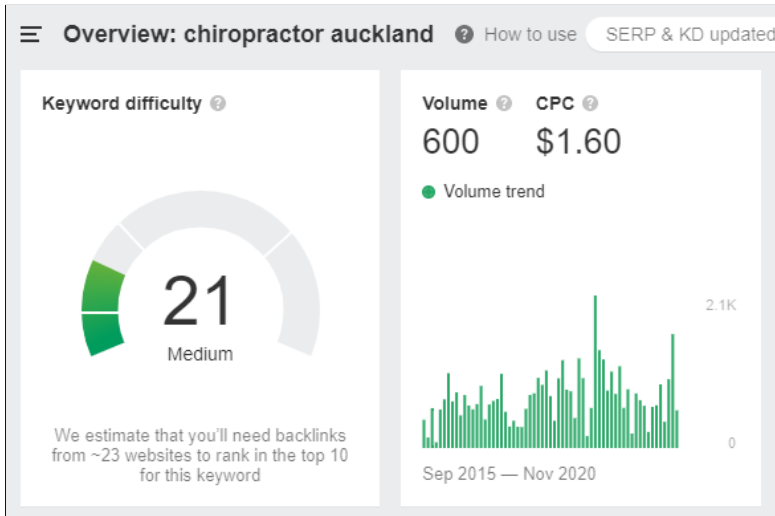 Overview: chiropractor auckland
How to use
SERP & KD updated
Keyword difficulty
21
Medium
We estimate that you'll need backlinks
from ~23 websites to rank in the top 10
for this keyword
Volume CPC
600 $1.60
Volume trend
2.1K
0
Sep 2015 — Nov 2020